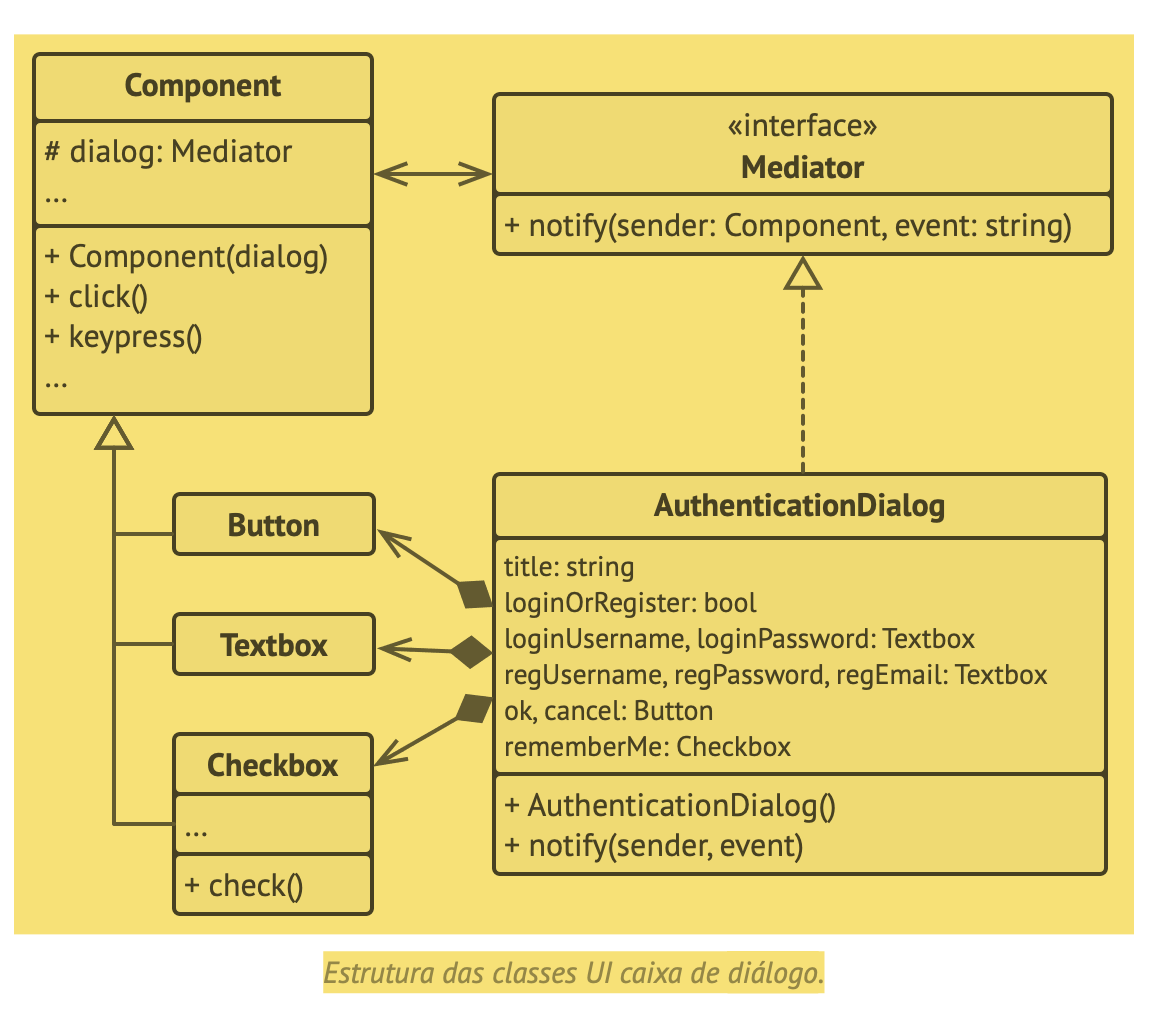 Component
# dialog: Mediator
...
+ Component(dialog)
+ click()
+ keypress()
...
«interface»
Mediator
+ notify(sender: Component, event: string)
Button
Textbox
Checkbox
...
+ check()
AuthenticationDialog
title: string
loginOrRegister: bool
loginUsername, loginPassword: Textbox
regUsername, regPassword, regEmail: Textbox
ok, cancel: Button
rememberMe: Checkbox
+ AuthenticationDialog()
+ notify(sender, event)
Estrutura das classes UI caixa de diálogo.